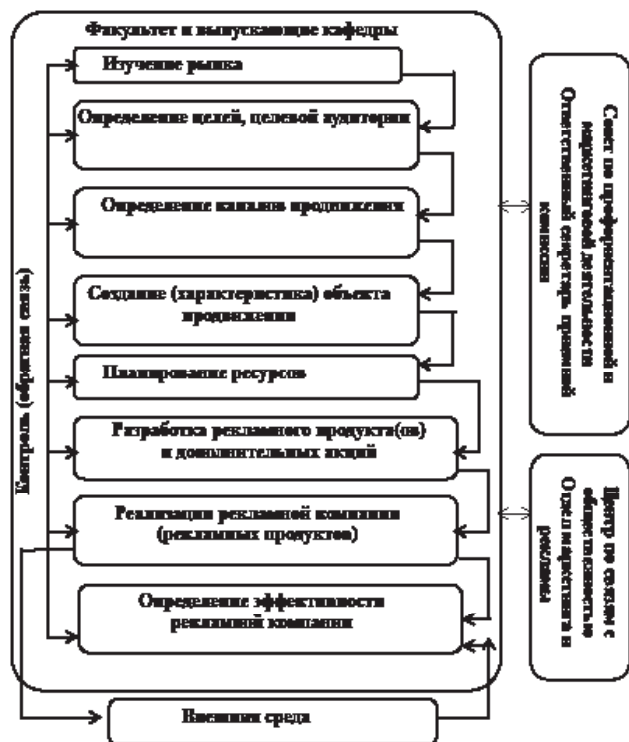 Факультет и выпускающие кафедры
Изучение рынка
Определение целей, целевой аудитории
Определение каналов продвижения
Создание (характеристика) объекта
продвижения
Планирование ресурсов
Разработка рекламного продукта(ов)
и дополнительных акций
Реализация рекламной компании
(рекламных продуктов)
Определение эффективности
рекламной компании
Внешняя среда
Контроль (обратная связь)
Совет по профориентационной и
маркетинговой деятельности
Ответственный секретарь приемной
комиссии
Центр по связям с
общественностью
Отдел маркетинга и
рекламы